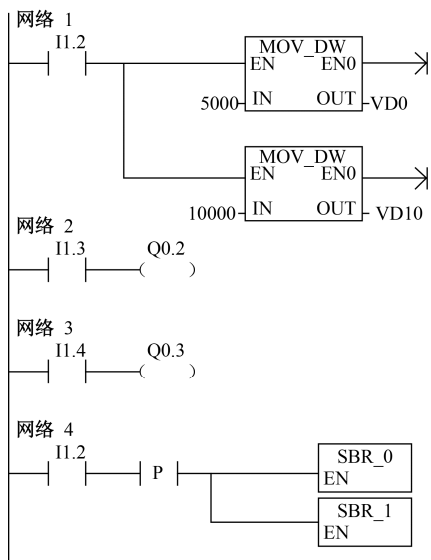 网络 1
I1.2
MOV_DW
EN EN0
5000 IN OUT VD0
MOV_DW
EN EN0
10000 IN OUT VD10
网络 2
I1.3 Q0.2
( )
网络 3
I1.4 Q0.3
( )
网络 4
I1.2
P
SBR_0
EN
SBR_1
EN